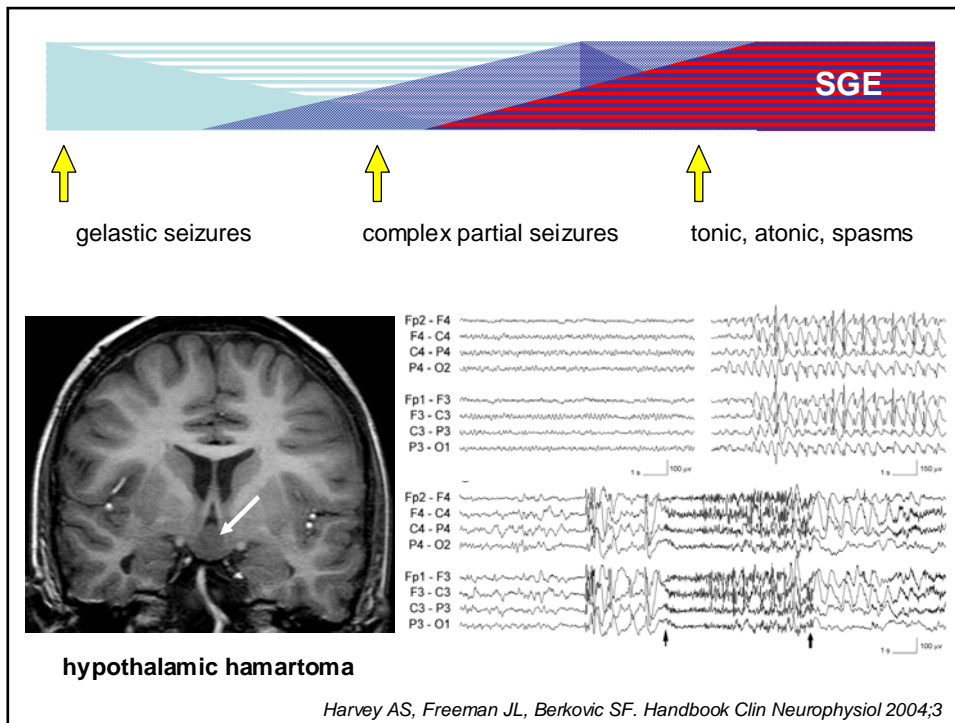 SGE
gelastic seizures
complex partial seizures
tonic, atonic, spasms
Fp2 - F4
F4 - C4
C4 - P4
P4 - O2
Fp1 - F3
F3 - C3
C3 - P3
P3 - O1
1 s
100 µv
1 s
150 µv
Fp2 - F4
F4 - C4
C4 - P4
P4 - O2
Fp1 - F3
F3 - C3
C3 - P3
P3 - O1
1 s
100 µv
hypothalamic hamartoma
Harvey AS, Freeman JL, Berkovic SF. Handbook Clin Neurophysiol 2004;3